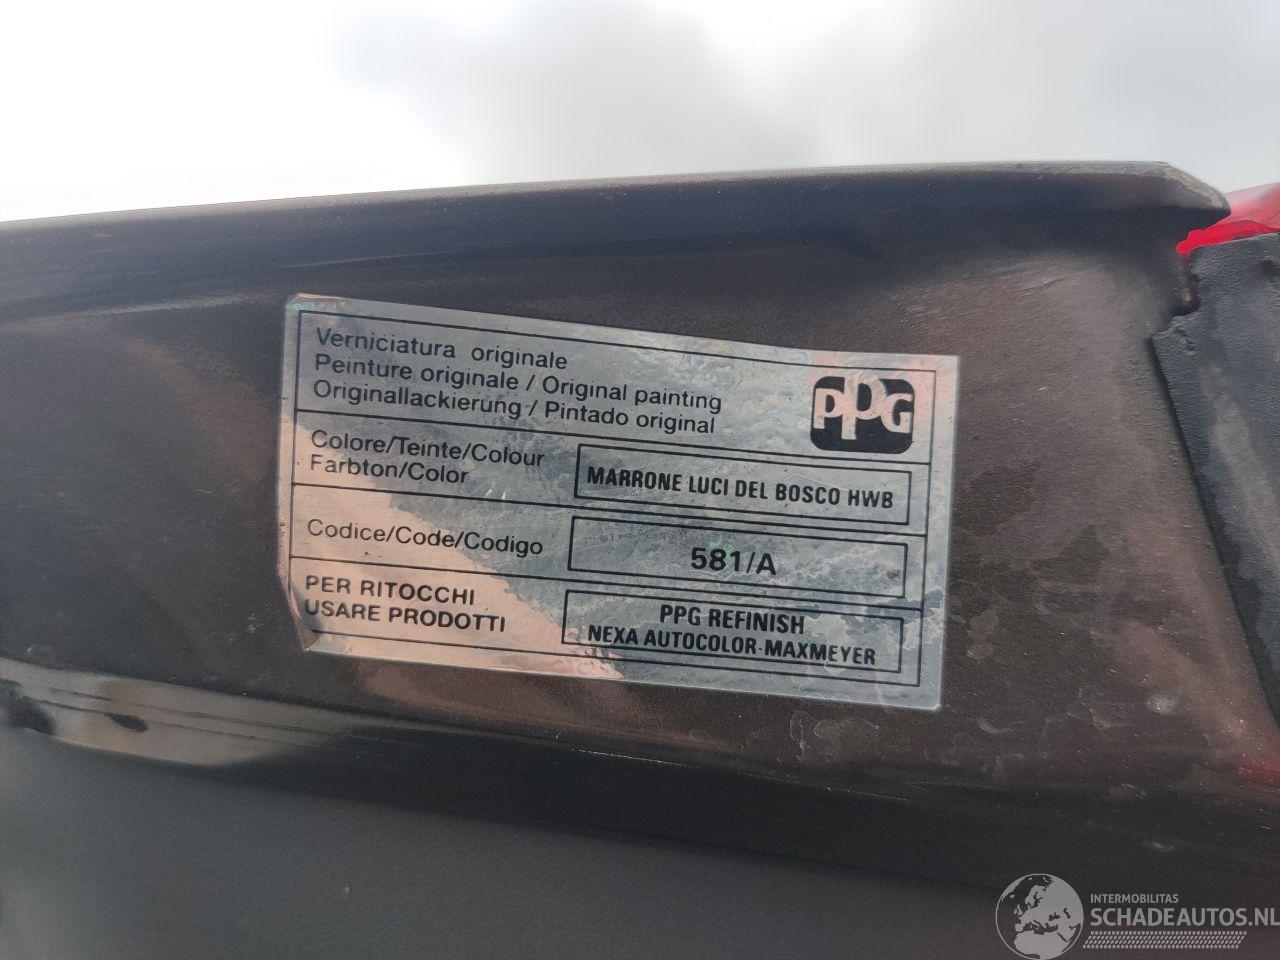 Verniciatura originale
Peinture originale / Original painting
Originallackierung / Pintado original
PPG
Colore/Teinte/Colour
Farbton/Color
MARRONE LUCI DEL BOSCO HWB
Codice/Code/Codigo
581/A
PER RITOCCHI
USARE PRODOTTI
PPG REFINISH
NEXA AUTOCOLOR-MAXMEYER
INTERMOBILITAS
SCHADEAUTOS.NL